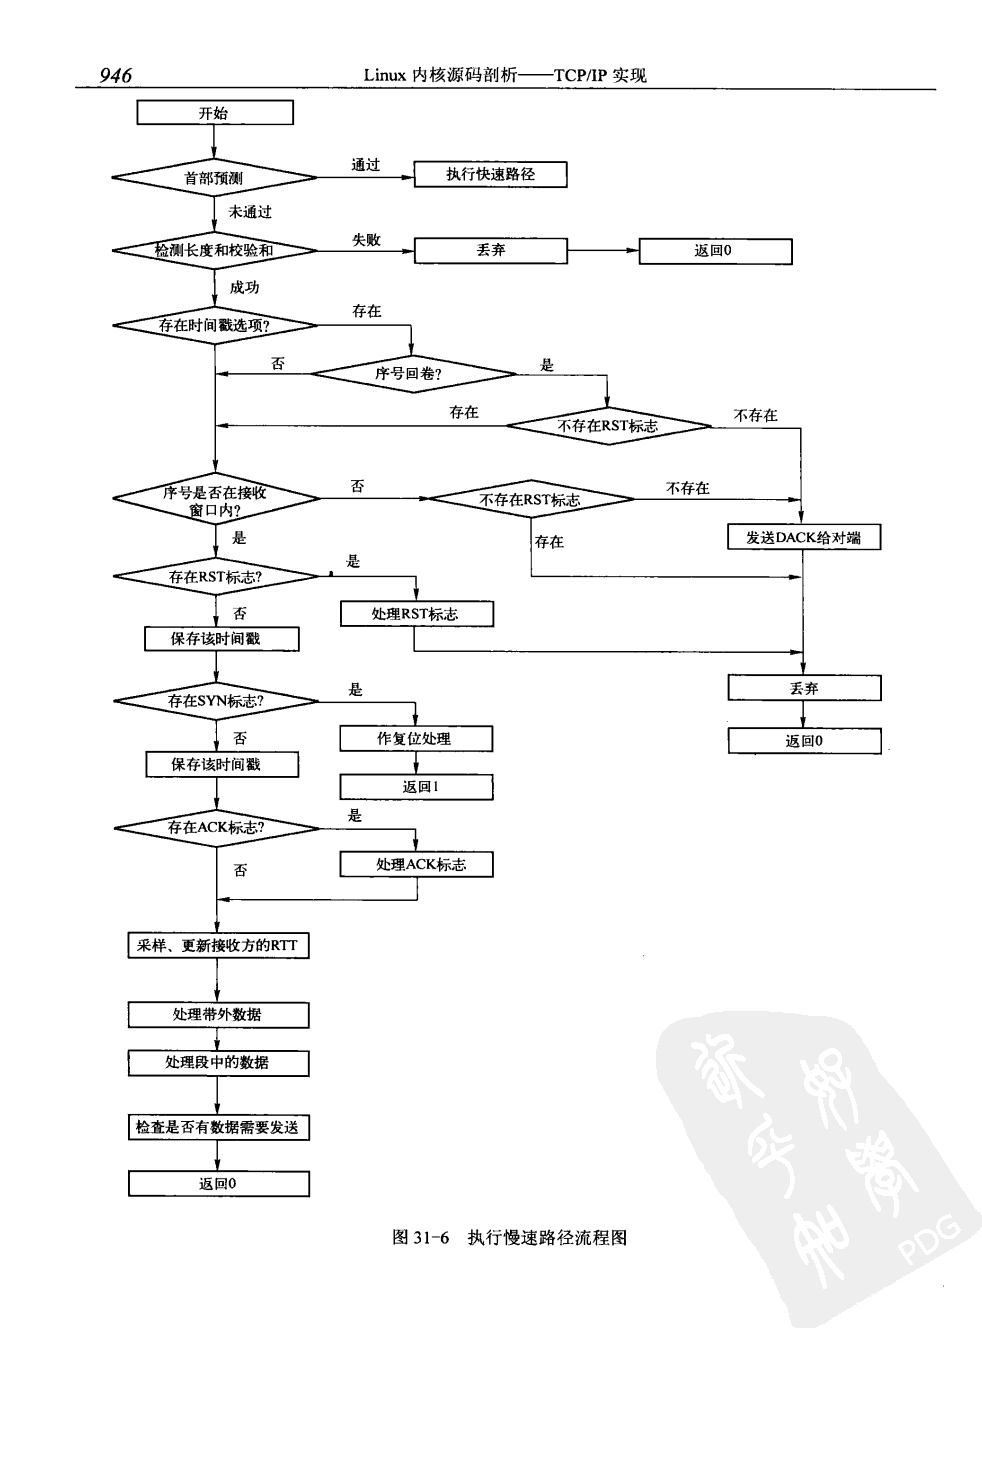 946
Linux 内核源码剖析——TCP/IP 实现
开始
首部预测
通过
执行快速路径
未通过
检测长度和校验和
失败
丢弃
返回0
成功
存在时间戳选项?
存在
否
序号回卷?
是
存在
不存在RST标志
不存在
序号是否在接收
窗口内?
否
不存在RST标志
不存在
是
存在
发送DACK给对端
存在RST标志?
是
否
处理RST标志
保存该时间戳
存在SYN标志?
是
丢弃
否
作复位处理
返回0
保存该时间戳
返回1
存在ACK标志?
是
否
处理ACK标志
采样、更新接收方的RTT
处理带外数据
处理段中的数据
检查是否有数据需要发送
返回0
图 31-6 执行慢速路径流程图
PDG